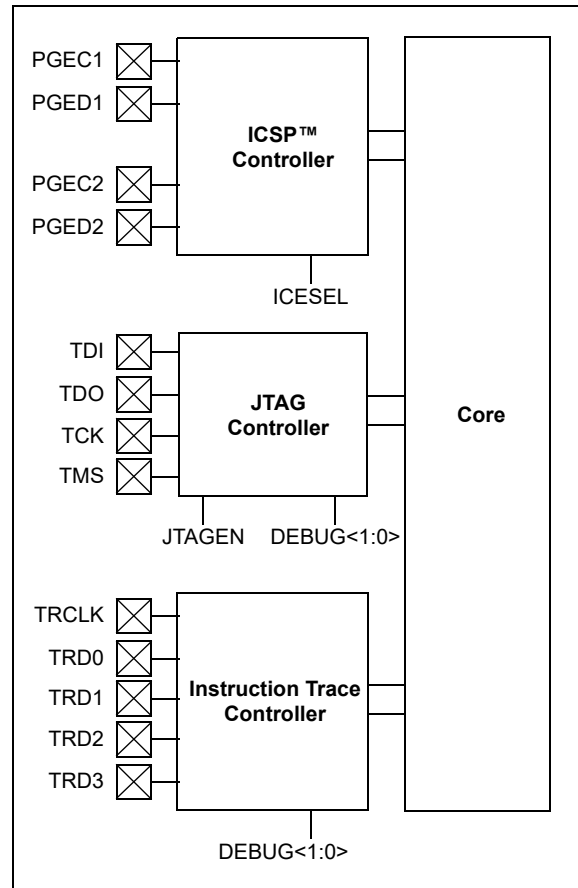 PGEC1
PGED1
ICSP™
Controller
PGEC2
PGED2
ICESEL
TDI
TDO
TCK
TMS
JTAG
Controller
Core
JTAGEN
DEBUG<1:0>
TRCLK
TRD0
TRD1
TRD2
TRD3
Instruction Trace
Controller
DEBUG<1:0>